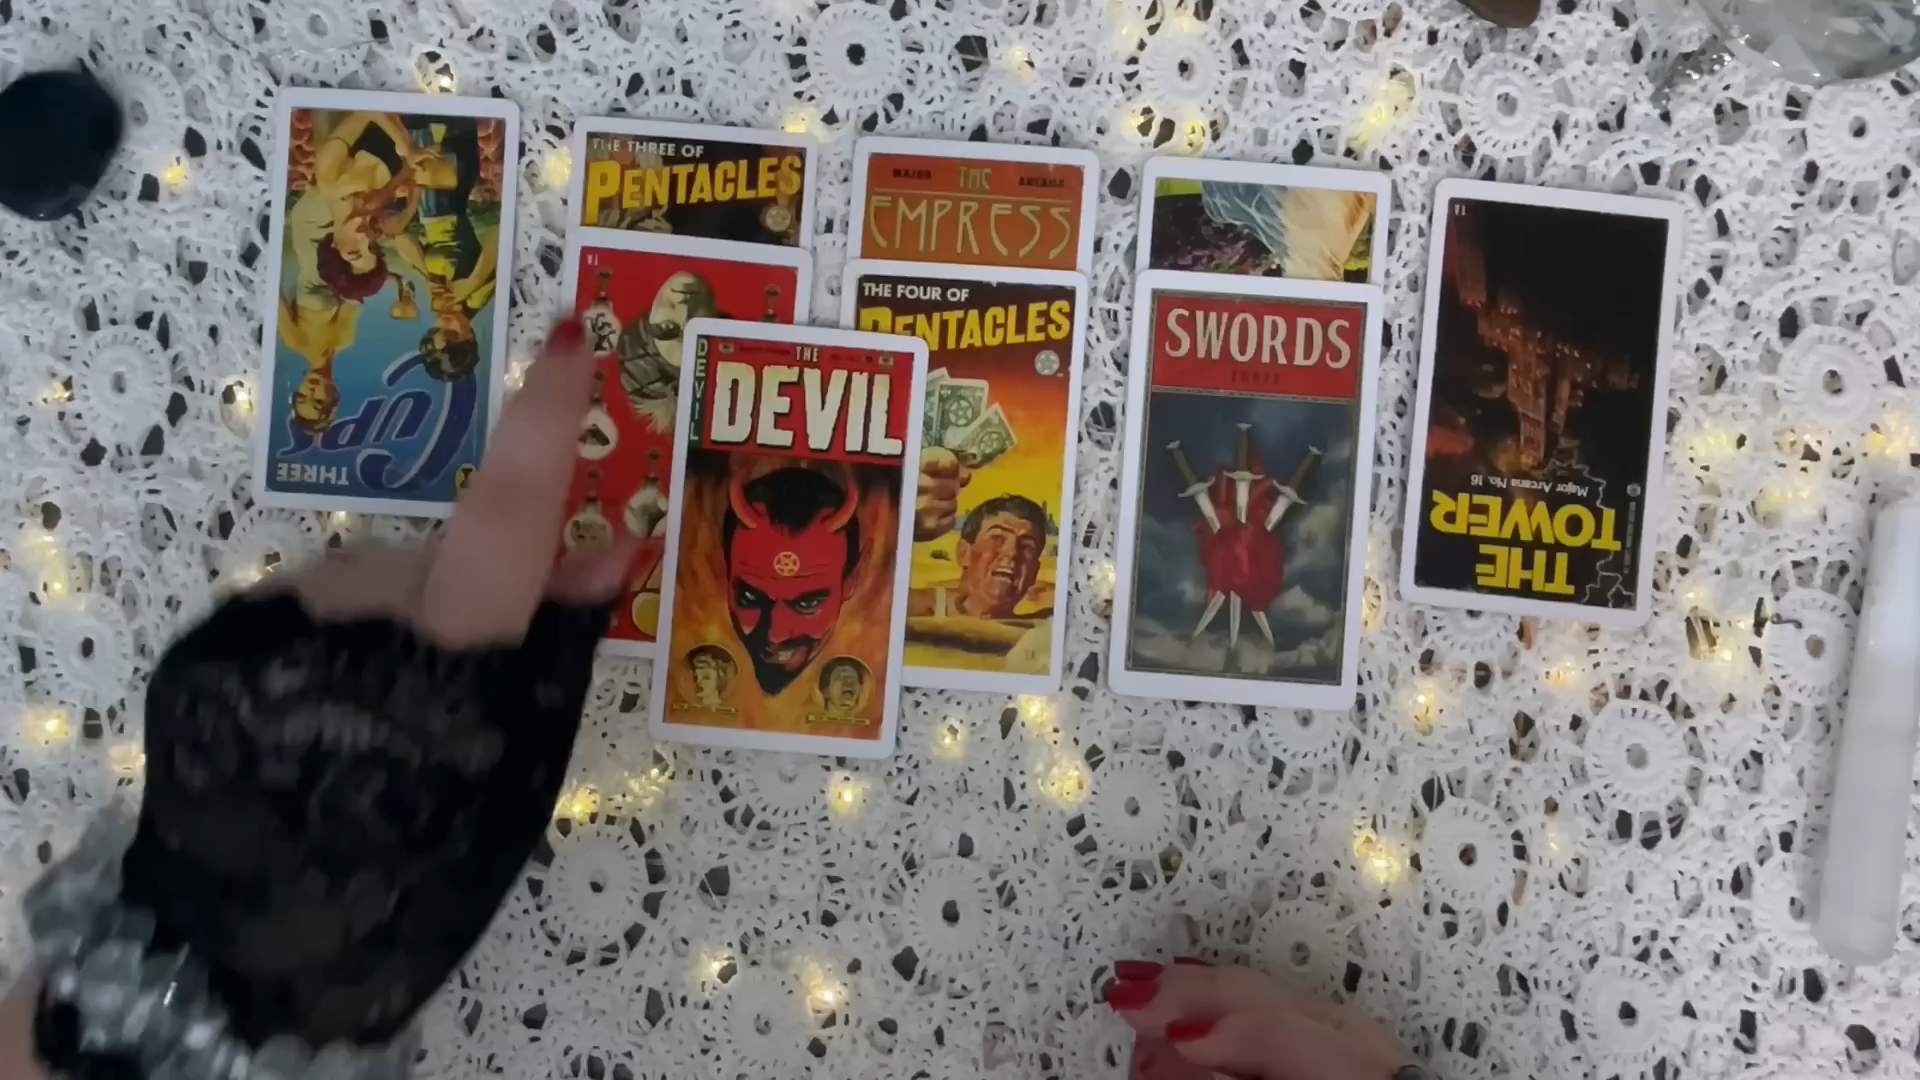 THE THREE OF
PENTACLES
MAJOR THE ARCANA
EMPRESS
THE FOUR OF
PENTACLES
SWORDS
THREE
THE
DEVIL
DEVIL
CUPS
THREE
THE
TOWER
Major Arcana No. 16